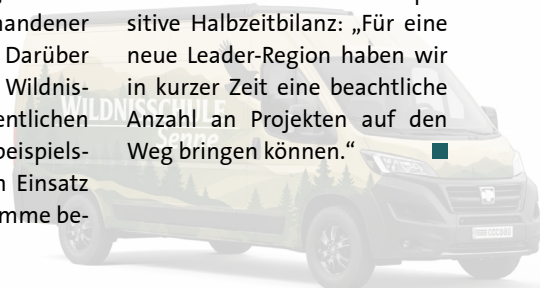 handener
Darüber
Wildnis-
entlichen
beispiels-
n Einsatz
mme be-
sitive Halbzeitbilanz: „Für eine
neue Leader-Region haben wir
in kurzer Zeit eine beachtliche
Anzahl an Projekten auf den
Weg bringen können.“
WILDNISSCHULE
Senne